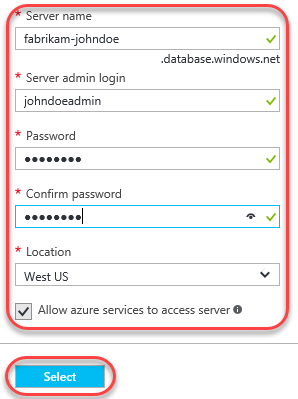 * Server name
fabrikam-johndoe
.database.windows.net
* Server admin login
johndoeadmin
* Password
●●●●●●●●
* Confirm password
●●●●●●●●
* Location
West US
Allow azure services to access server
Select